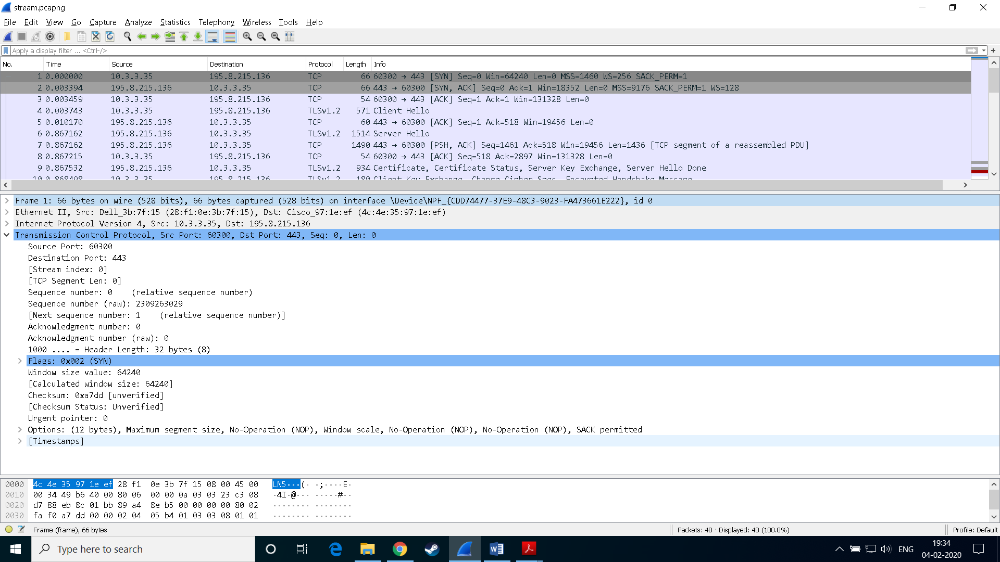 stream.pcapng
File Edit View Go Capture Analyze Statistics Telephony Wireless Tools Help
Apply a display filter ... <Ctrl-/>
No. Time Source Destination Protocol Length Info
1 0.000000 10.3.3.35 195.8.215.136 TCP 66 60300 → 443 [SYN] Seq=0 Win=64240 Len=0 MSS=1460 WS=256 SACK_PERM=1
2 0.003394 195.8.215.136 10.3.3.35 TCP 66 443 → 60300 [SYN, ACK] Seq=0 Ack=1 Win=18352 Len=0 MSS=9176 SACK_PERM=1 WS=128
3 0.003459 10.3.3.35 195.8.215.136 TCP 54 60300 → 443 [ACK] Seq=1 Ack=1 Win=131328 Len=0
4 0.003743 10.3.3.35 195.8.215.136 TLSv1.2 571 Client Hello
5 0.010170 195.8.215.136 10.3.3.35 TCP 60 443 → 60300 [ACK] Seq=1 Ack=518 Win=19456 Len=0
6 0.867162 195.8.215.136 10.3.3.35 TLSv1.2 1514 Server Hello
7 0.867162 195.8.215.136 10.3.3.35 TCP 1490 443 → 60300 [PSH, ACK] Seq=1461 Ack=518 Win=19456 Len=1436 [TCP segment of a reassembled PDU]
8 0.867215 10.3.3.35 195.8.215.136 TCP 54 60300 → 443 [ACK] Seq=518 Ack=2897 Win=131328 Len=0
9 0.867532 195.8.215.136 10.3.3.35 TLSv1.2 934 Certificate, Certificate Status, Server Key Exchange, Server Hello Done
10 0.868498 10.3.3.35 195.8.215.136 TLSv1.2 180 Client Key Exchange, Change Cipher Spec, Encrypted Handshake Message
Frame 1: 66 bytes on wire (528 bits), 66 bytes captured (528 bits) on interface \Device\NPF_{CDD74477-37E9-48C3-9023-FA473661E222}, id 0
Ethernet II, Src: Dell_3b:7f:15 (28:f1:0e:3b:7f:15), Dst: Cisco_97:1e:ef (4c:4e:35:97:1e:ef)
Internet Protocol Version 4, Src: 10.3.3.35, Dst: 195.8.215.136
Transmission Control Protocol, Src Port: 60300, Dst Port: 443, Seq: 0, Len: 0
Source Port: 60300
Destination Port: 443
[Stream index: 0]
[TCP Segment Len: 0]
Sequence number: 0 (relative sequence number)
Sequence number (raw): 2309263029
[Next sequence number: 1 (relative sequence number)]
Acknowledgment number: 0
Acknowledgment number (raw): 0
1000 .... = Header Length: 32 bytes (8)
Flags: 0x002 (SYN)
Window size value: 64240
[Calculated window size: 64240]
Checksum: 0xa7dd [unverified]
[Checksum Status: Unverified]
Urgent pointer: 0
Options: (12 bytes), Maximum segment size, No-Operation (NOP), Window scale, No-Operation (NOP), No-Operation (NOP), SACK permitted
[Timestamps]
0000 4c 4e 35 97 1e ef 28 f1 0e 3b 7f 15 08 00 45 00 LN5···(· ·;····E·
0010 00 34 49 b6 40 00 80 06 00 00 0a 03 03 23 c3 08 ·4I·@··· ·····#··
0020 d7 88 eb 8c 01 bb 89 a4 8e b5 00 00 00 00 80 02 ········ ········
0030 fa f0 a7 dd 00 00 02 04 05 b4 01 03 03 08 01 01 ········ ········
Frame (frame), 66 bytes
Packets: 40 · Displayed: 40 (100.0%)
Profile: Default
Type here to search
ENG
19:34
04-02-2020